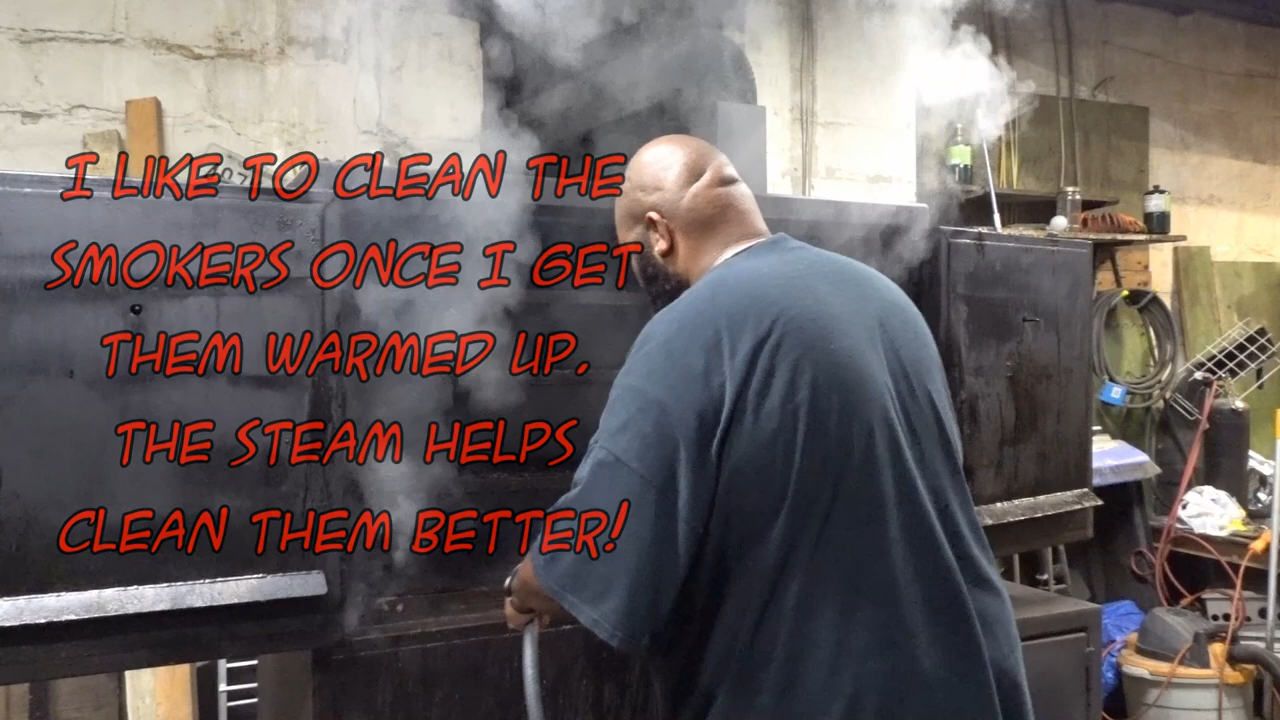 I LIKE TO CLEAN THE
SMOKERS ONCE I GET
THEM WARMED UP.
THE STEAM HELPS
CLEAN THEM BETTER!